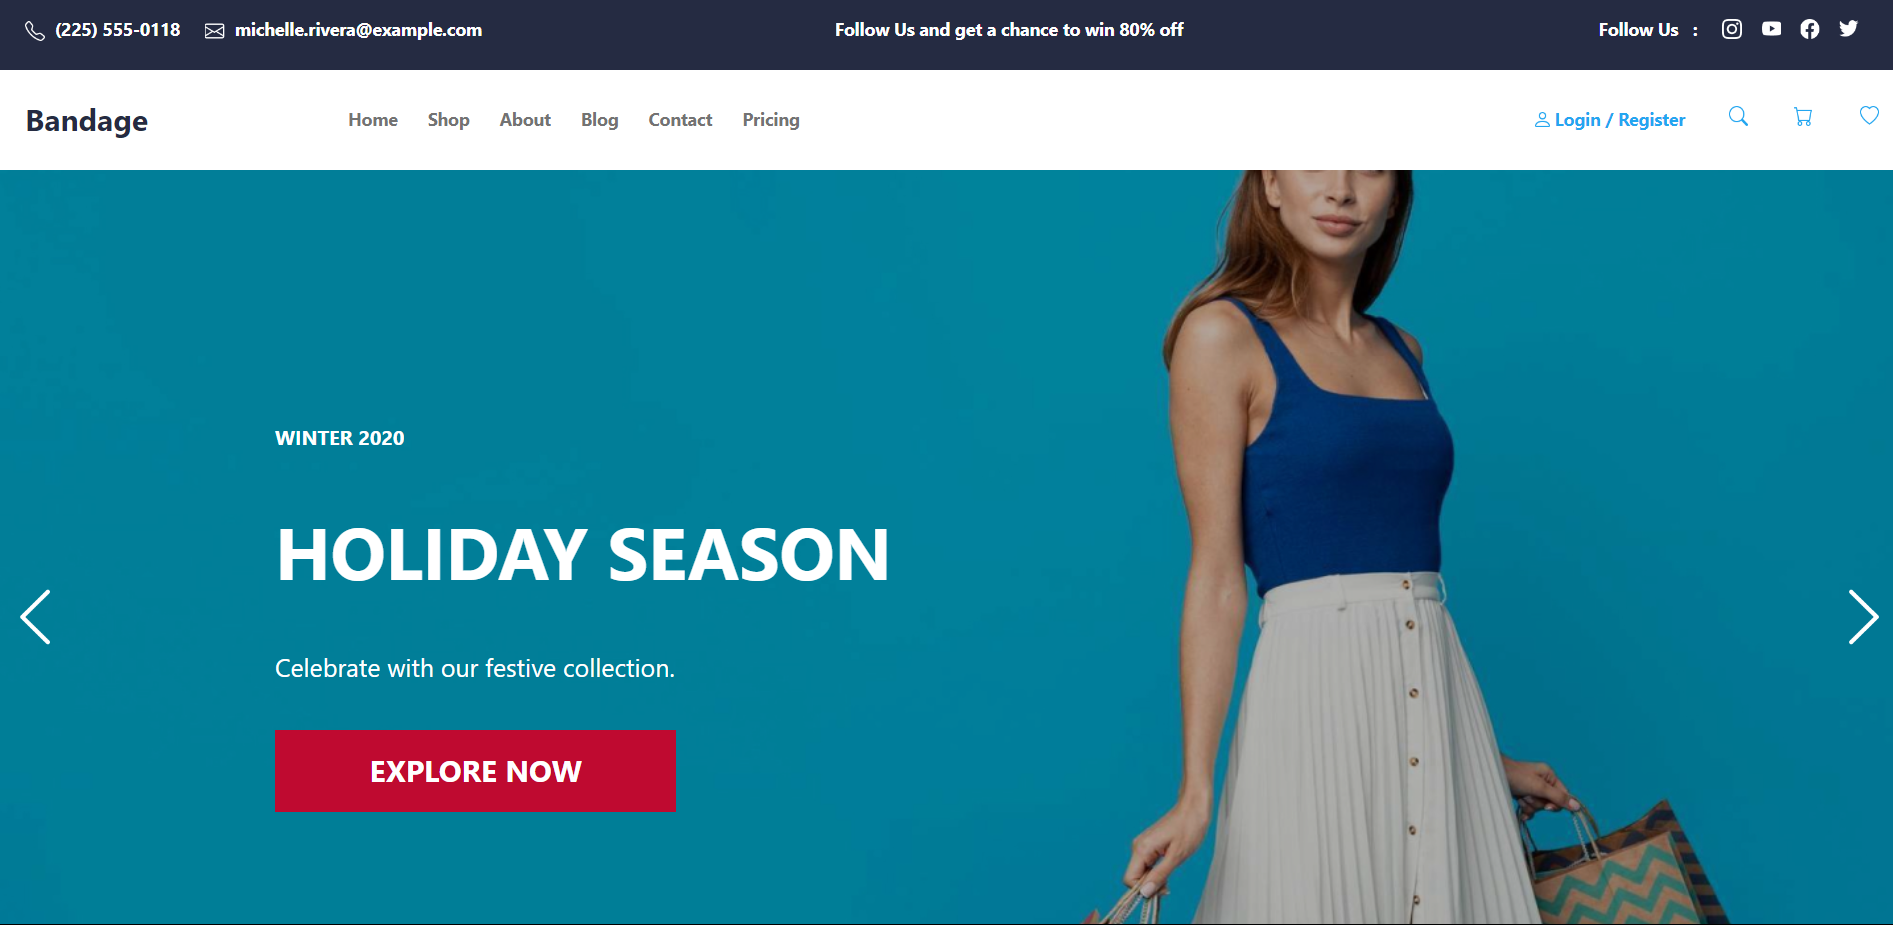 (225) 555-0118 michelle.rivera@example.com Follow Us and get a chance to win 80% off Follow Us :
Bandage Home Shop About Blog Contact Pricing Login / Register
WINTER 2020
HOLIDAY SEASON
Celebrate with our festive collection.
EXPLORE NOW